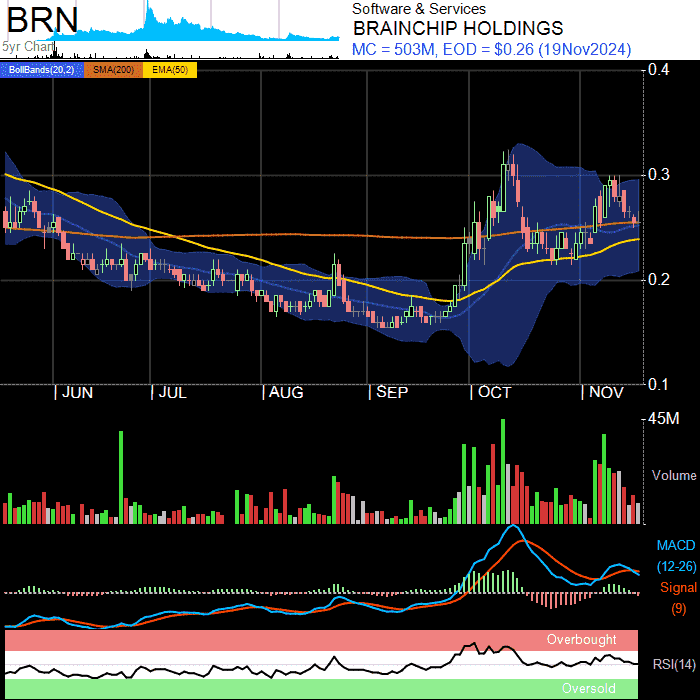 BRN
5yr Chart
Software & Services
BRAINCHIP HOLDINGS
MC = 503M, EOD = $0.26 (19Nov2024)
BollBands(20,2) SMA(200) EMA(50)
0.4
0.3
0.2
0.1
| JUN | JUL | AUG | SEP | OCT | NOV
45M
Volume
MACD
(12-26)
Signal
(9)
Overbought
RSI(14)
Oversold